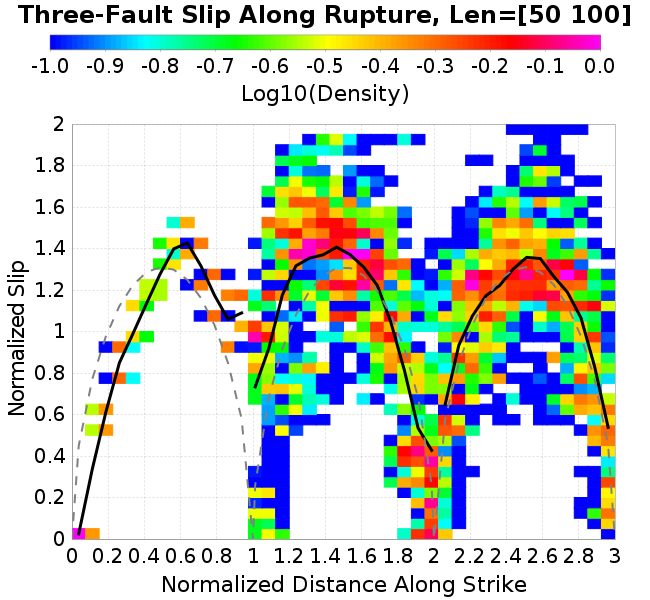 Three-Fault Slip Along Rupture, Len=[50 100]
-1.0 -0.9 -0.8 -0.7 -0.6 -0.5 -0.4 -0.3 -0.2 -0.1 0.0
Log10(Density)
2
1.8
1.6
1.4
1.2
1
0.8
0.6
0.4
0.2
0
Normalized Slip
0 0.2 0.4 0.6 0.8 1 1.2 1.4 1.6 1.8 2 2.2 2.4 2.6 2.8 3
Normalized Distance Along Strike